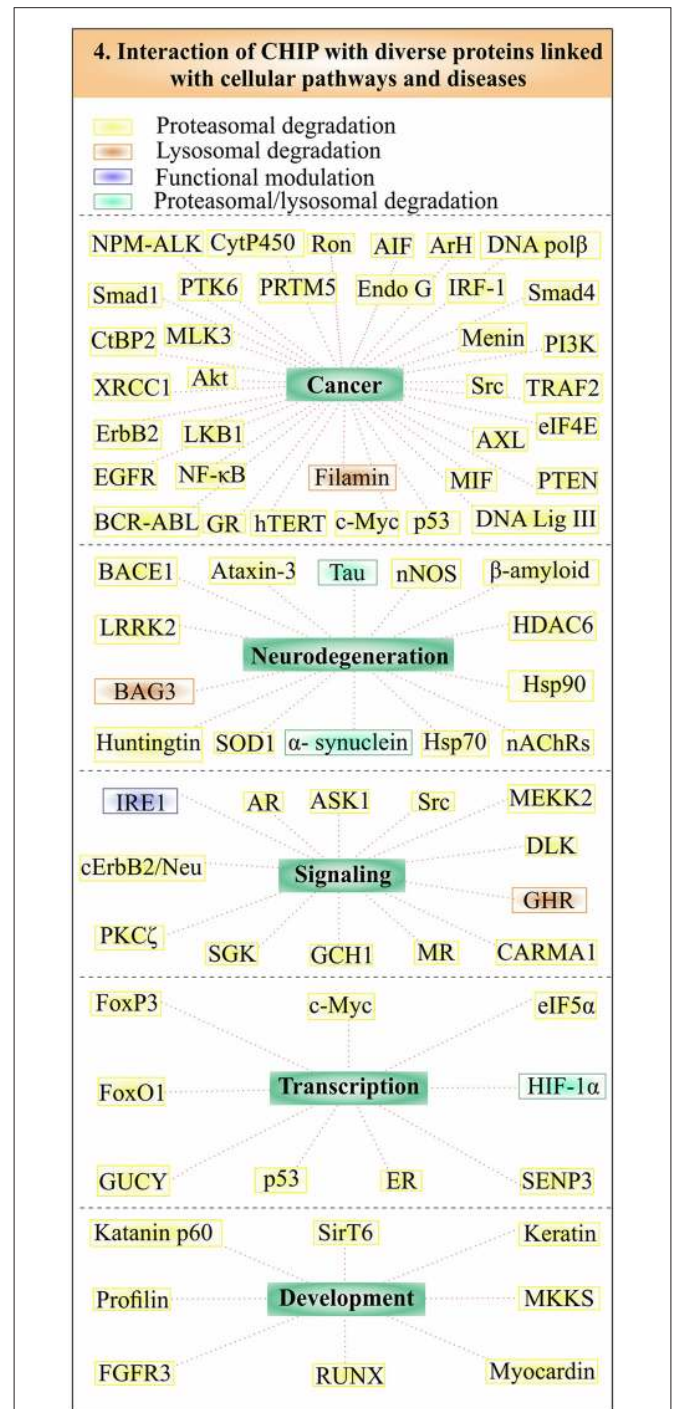 4. Interaction of CHIP with diverse proteins linked
with cellular pathways and diseases
Proteasomal degradation
Lysosomal degradation
Functional modulation
Proteasomal/lysosomal degradation
NPM-ALK CytP450 Ron AIF ArH DNA polβ
Smad1 PTK6 PRTM5 Endo G IRF-1 Smad4
CtBP2 MLK3 Menin PI3K
XRCC1 Akt Cancer Src TRAF2
ErbB2 LKB1 AXL eIF4E
EGFR NF-κB Filamin MIF PTEN
BCR-ABL GR hTERT c-Myc p53 DNA Lig III
BACE1 Ataxin-3 Tau nNOS β-amyloid
LRRK2 HDAC6
Neurodegeneration
BAG3 Hsp90
Huntingtin SOD1 α- synuclein Hsp70 nAChRs
IRE1 AR ASK1 Src MEKK2
DLK
cErbB2/Neu Signaling
GHR
PKCζ SGK GCH1 MR CARMA1
FoxP3 c-Myc eIF5α
FoxO1 Transcription HIF-1α
GUCY p53 ER SENP3
Katanin p60 SirT6 Keratin
Profilin Development MKKS
FGFR3 RUNX Myocardin